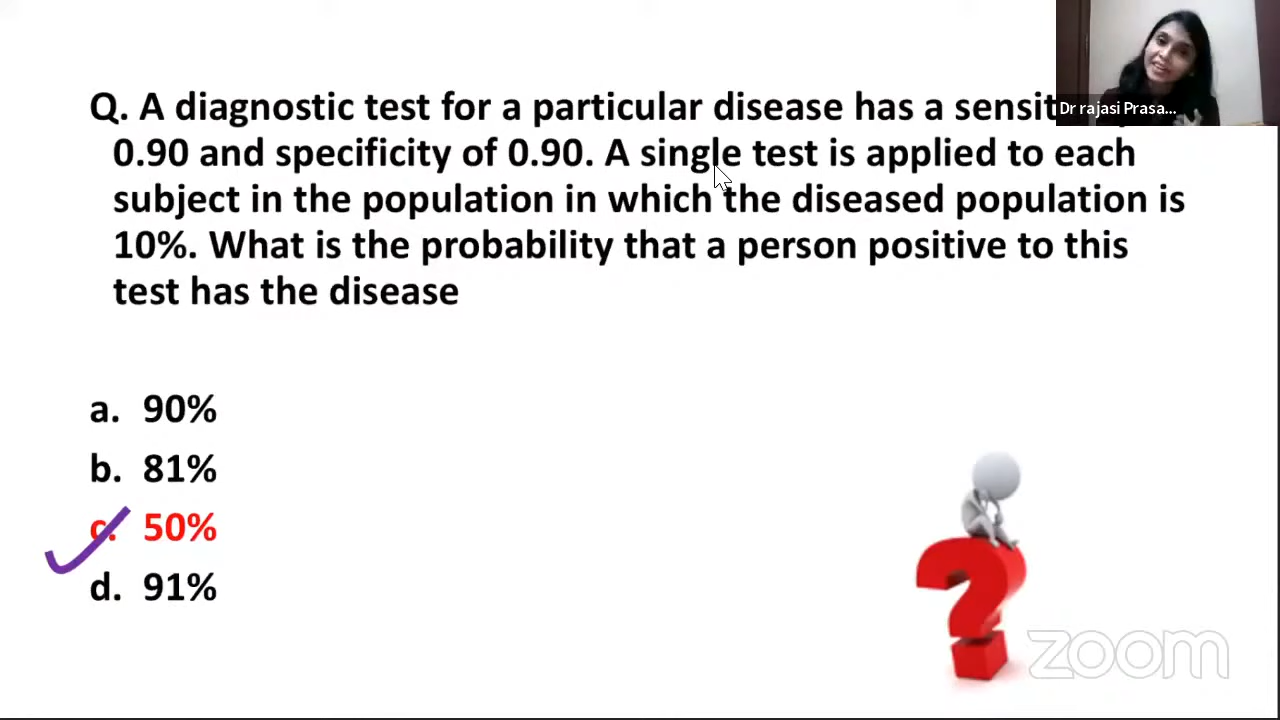 Q. A diagnostic test for a particular disease has a
0.90 and specificity of 0.90. A single test is applied to each
subject in the population in which the diseased population is
10%. What is the probability that a person positive to this
test has the disease
a. 90%
b. 81%
c. 50%
d. 91%
Dr rajasi Prasa...
zoom